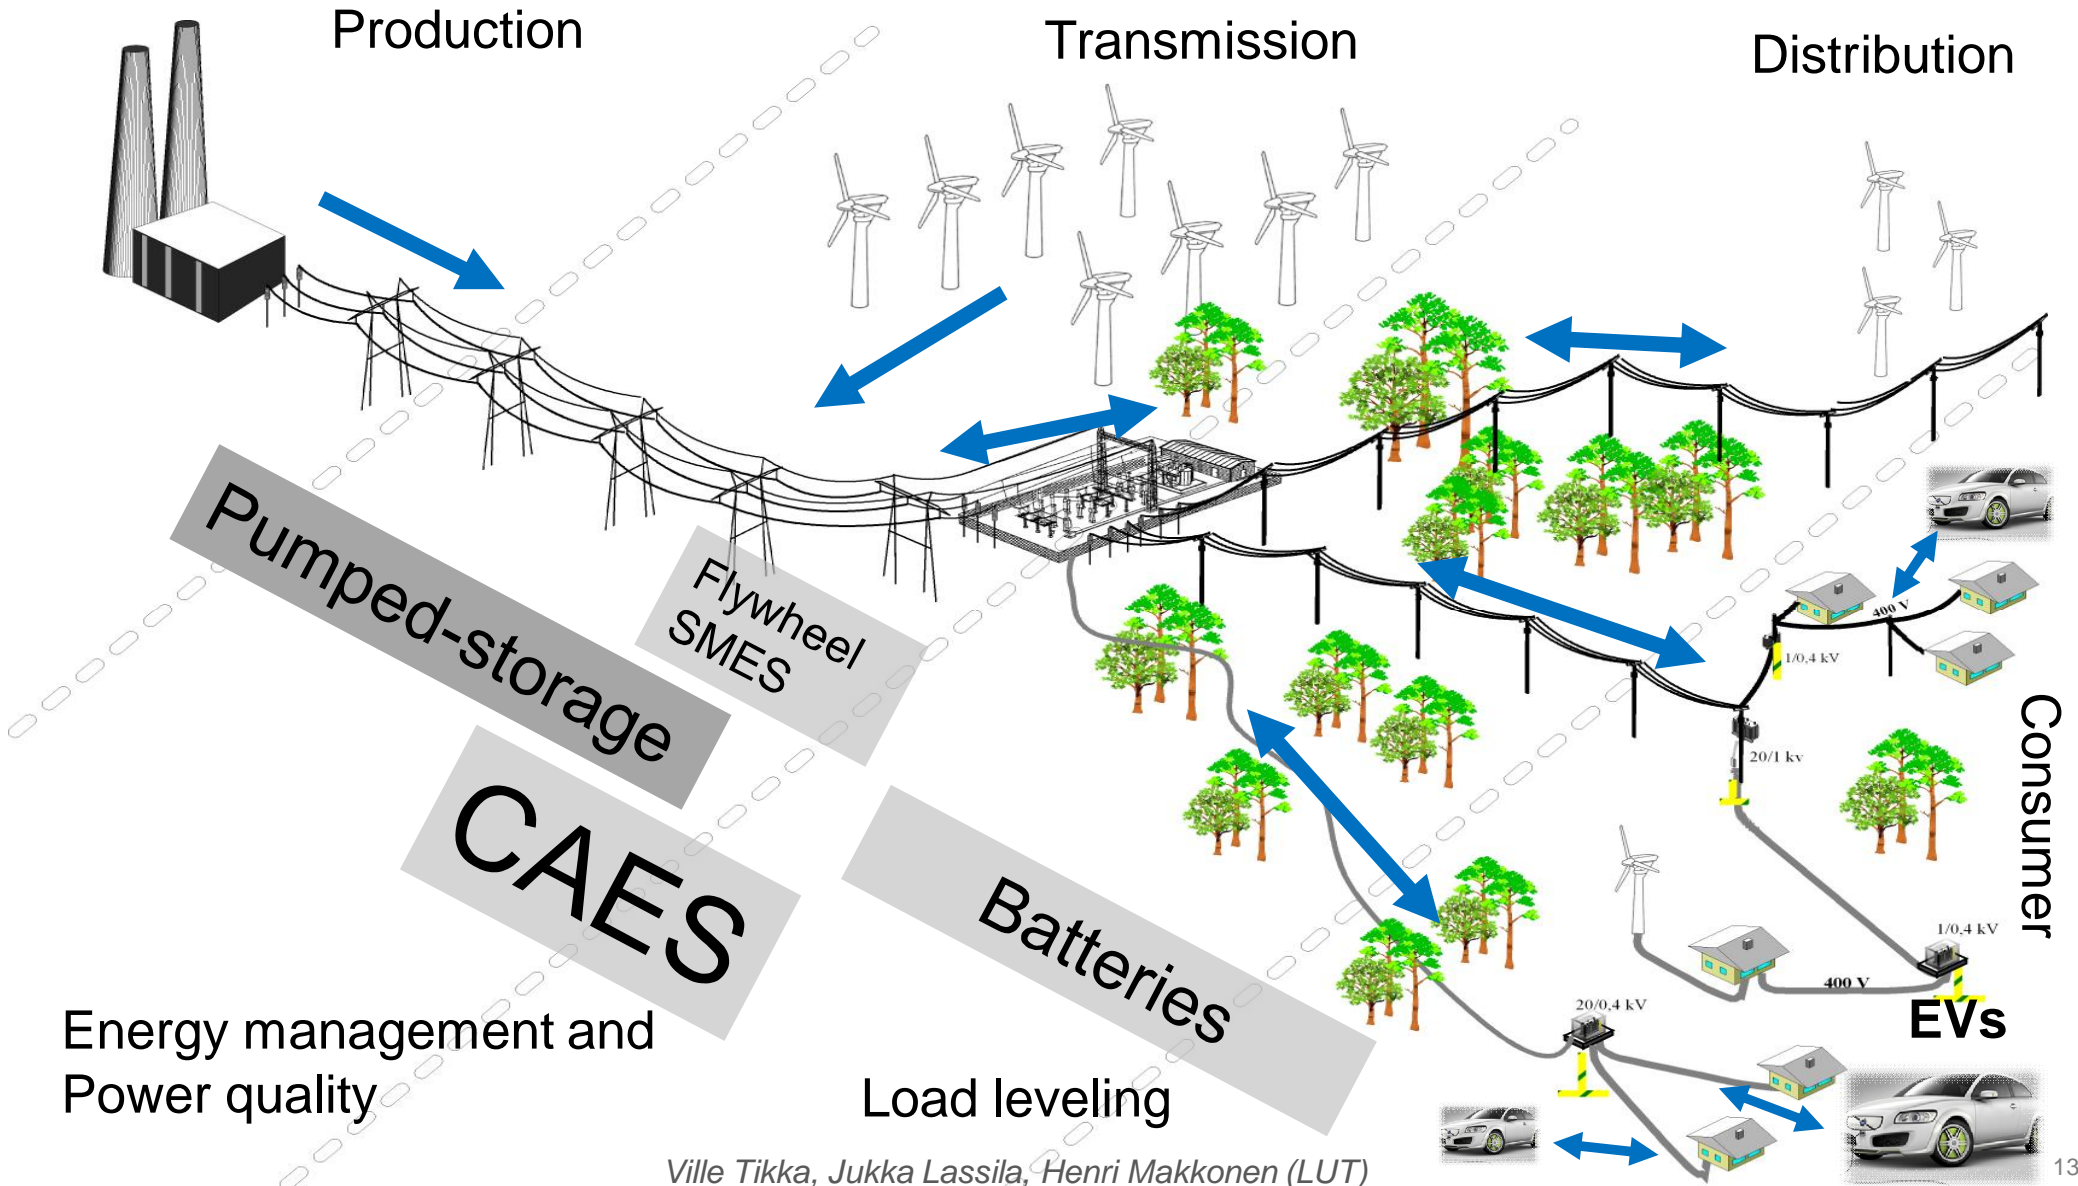 Production
Transmission
Distribution
Pumped-storage
Flywheel
SMES
CAES
Batteries
400 V
1/0,4 kV
20/1 kv
Consumer
1/0,4 kV
400 V
20/0,4 kV
EVs
Energy management and
Power quality
Load leveling
Ville Tikka, Jukka Lassila, Henri Makkonen (LUT)
13